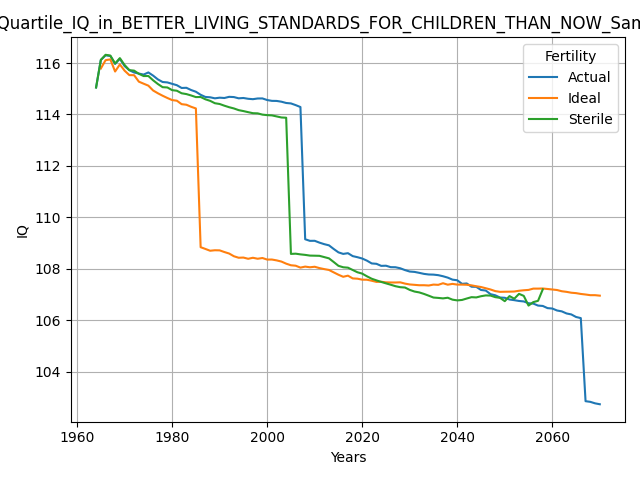 Quartile_IQ_in_BETTER_LIVING_STANDARDS_FOR_CHILDREN_THAN_NOW_Sam
Fertility
Actual
Ideal
Sterile
116
114
112
110
108
106
104
IQ
1960
1980
2000
2020
2040
2060
Years